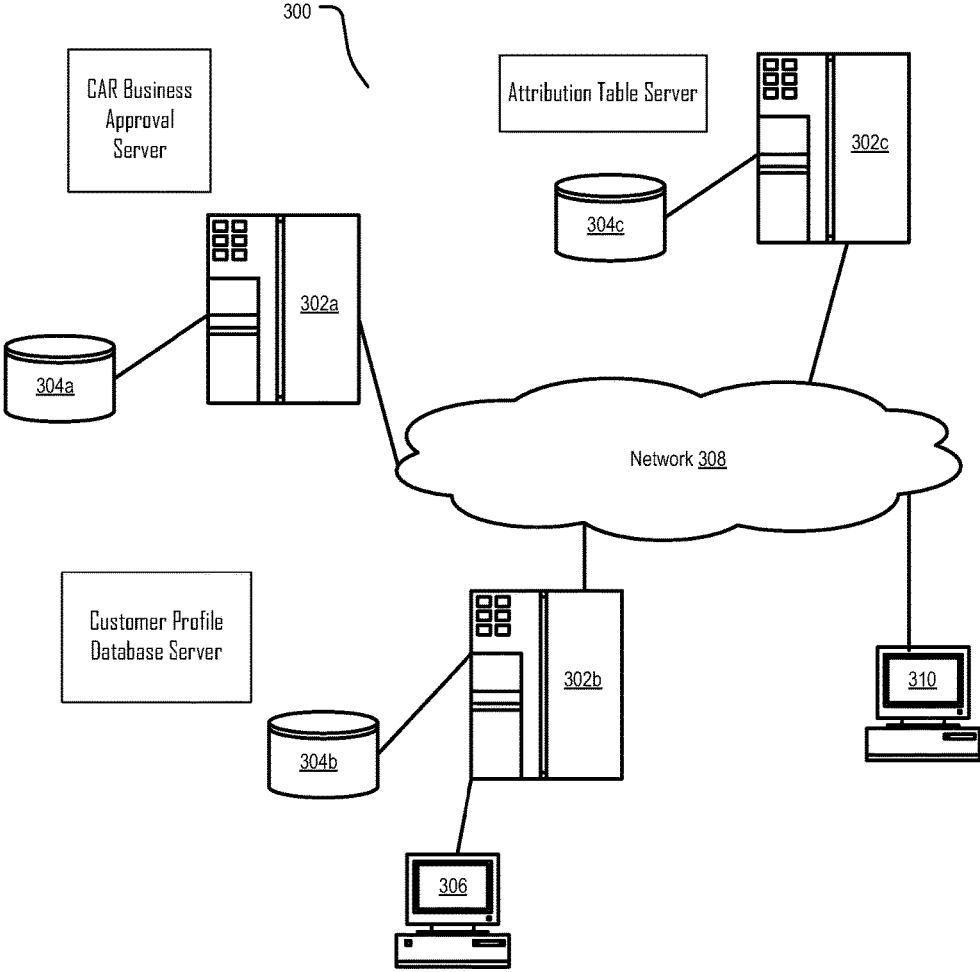 300
CAR Business
Approval
Server
Attribution Table Server
302c
304c
302a
304a
Network 308
Customer Profile
Database Server
302b
310
304b
306